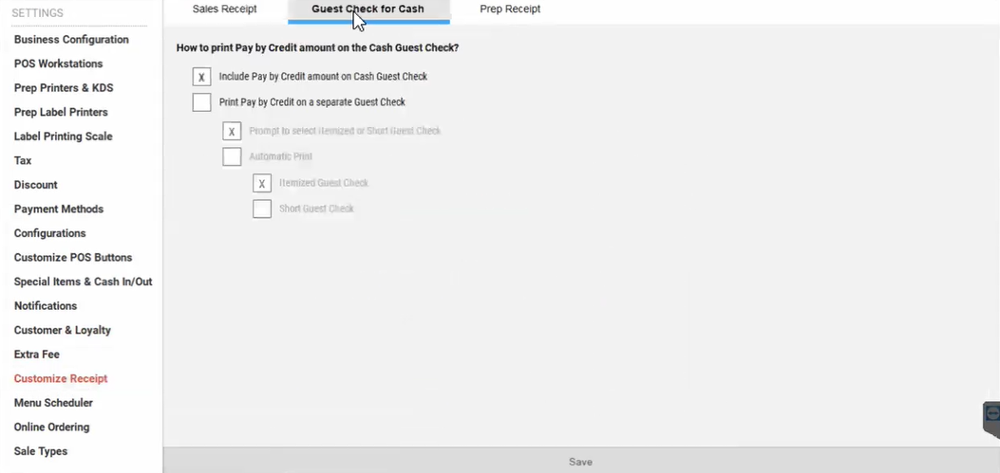 SETTINGS
Business Configuration
POS Workstations
Prep Printers & KDS
Prep Label Printers
Label Printing Scale
Tax
Discount
Payment Methods
Configurations
Customize POS Buttons
Special Items & Cash In/Out
Notifications
Customer & Loyalty
Extra Fee
Customize Receipt
Menu Scheduler
Online Ordering
Sale Types
Sales Receipt
Guest Check for Cash
Prep Receipt
How to print Pay by Credit amount on the Cash Guest Check?
X Include Pay by Credit amount on Cash Guest Check
Print Pay by Credit on a separate Guest Check
X Prompt to select Itemized or Short Guest Check
Automatic Print
X Itemized Guest Check
Short Guest Check
Save